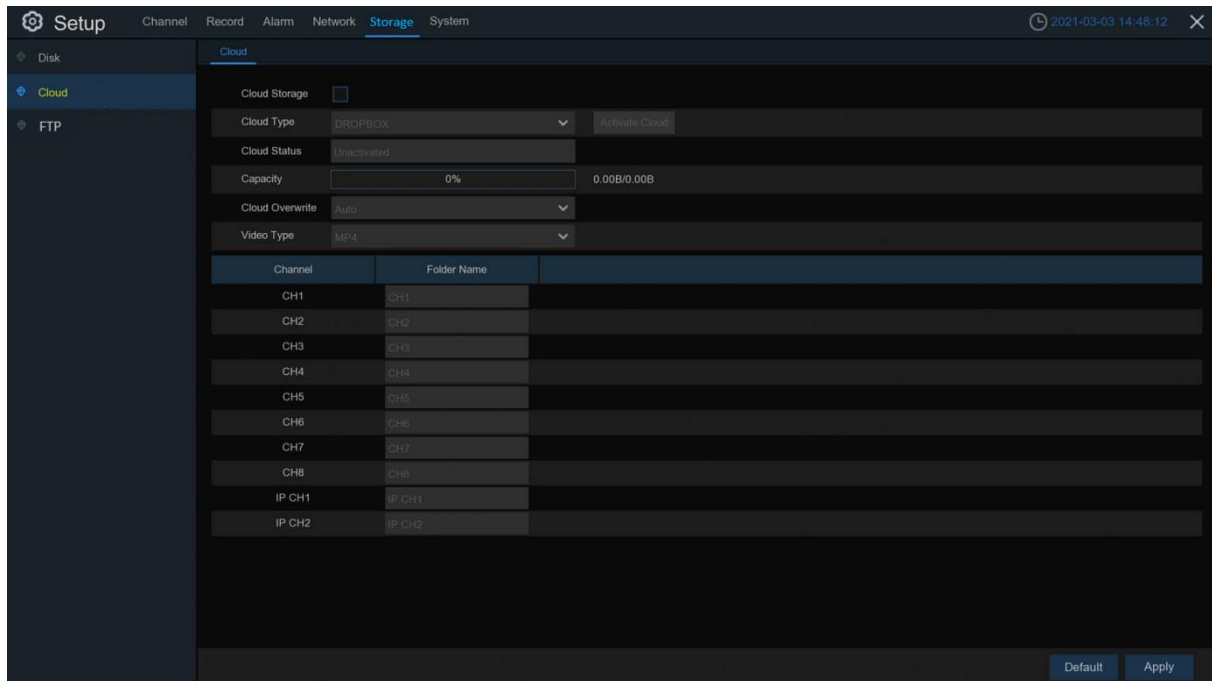 Setup Channel Record Alarm Network Storage System 2021-03-03 14:48:12
Disk
Cloud
FTP
Cloud
Cloud Storage
Cloud Type DROPBOX Activate Cloud
Cloud Status Unactivated
Capacity 0% 0.00B/0.00B
Cloud Overwrite Auto
Video Type MP4
Channel Folder Name
CH1 CH1
CH2 CH2
CH3 CH3
CH4 CH4
CH5 CH5
CH6 CH6
CH7 CH7
CH8 CH8
IP CH1 IP CH1
IP CH2 IP CH2
Default Apply